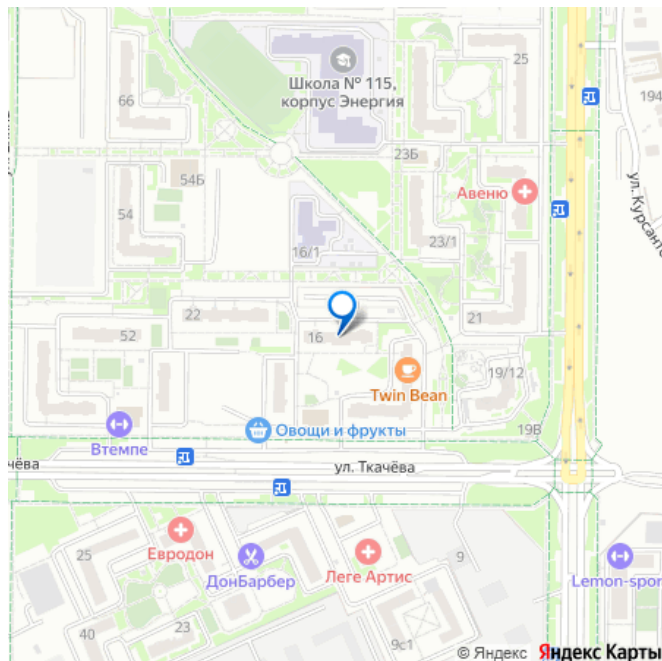 25
Школа № 115,
корпус Энергия
66
194
23Б
54Б
Авеню
ул. Курсанто
54
23/1
16/1
22
21
52
16
19/12
Twin Bean
Овощи и фрукты
19В
Втемпе
чёва
ул. Ткачёва
25
Евродон
ДонБарбер
Леге Артис
9
Lemon-spor
40
23
9с1
© Яндекс Яндекс Карты